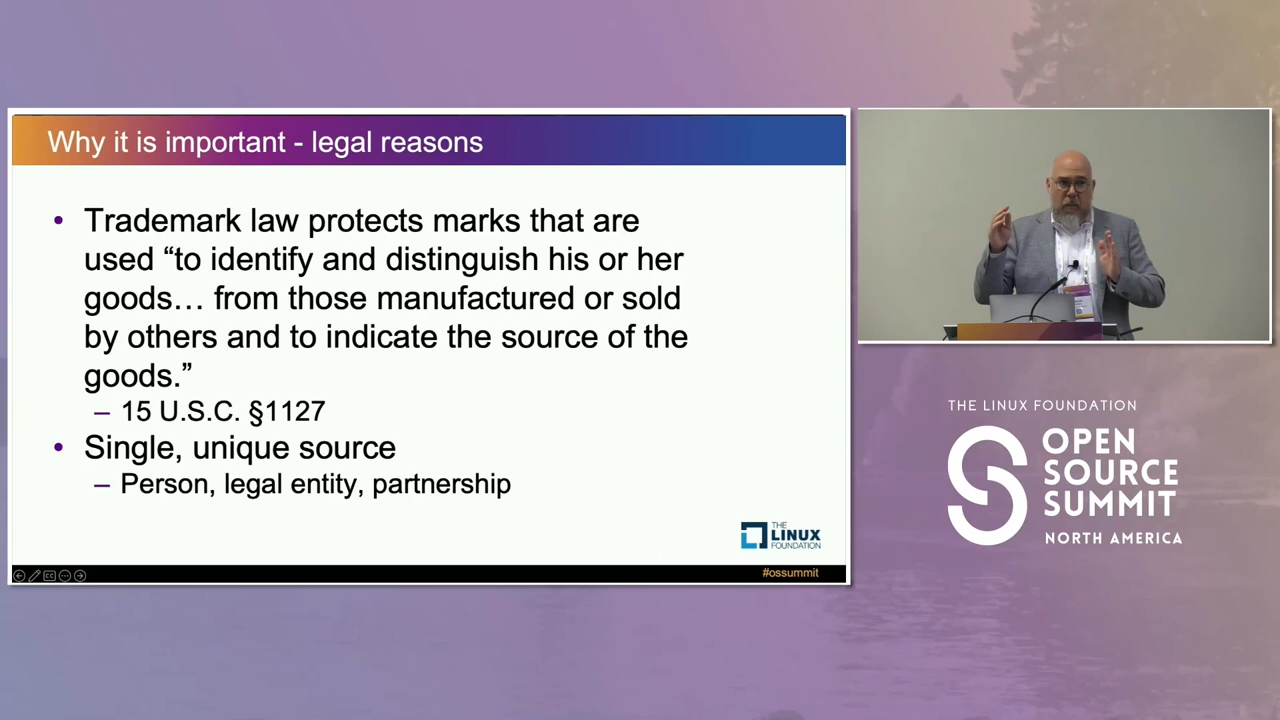 Why it is important - legal reasons
• Trademark law protects marks that are
used “to identify and distinguish his or her
goods… from those manufactured or sold
by others and to indicate the source of the
goods.”
– 15 U.S.C. §1127
• Single, unique source
– Person, legal entity, partnership
THE
LINUX
FOUNDATION
#ossummit
THE LINUX FOUNDATION
OPEN
SOURCE
SUMMIT
NORTH AMERICA